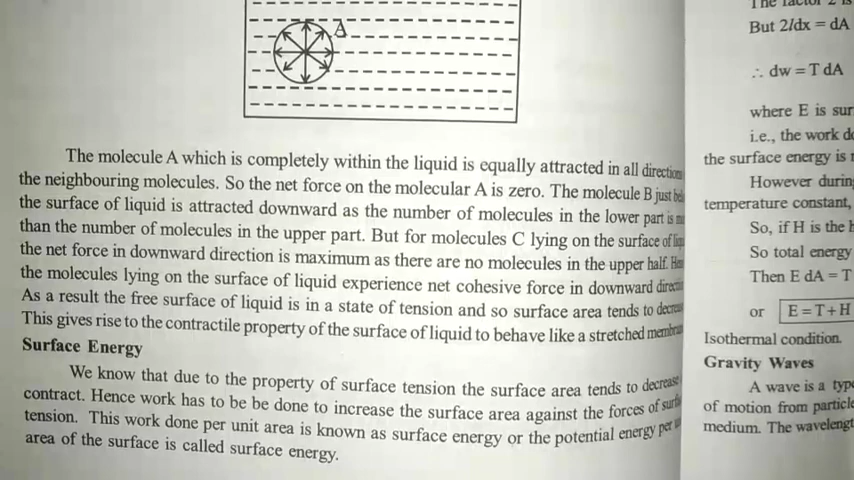 A
The molecule A which is completely within the liquid is equally attracted in all direction
the neighbouring molecules. So the net force on the molecular A is zero. The molecule B just
the surface of liquid is attracted downward as the number of molecules in the lower part is
than the number of molecules in the upper part. But for molecules C lying on the surface of
the net force in downward direction is maximum as there are no molecules in the upper half.
the molecules lying on the surface of liquid experience net cohesive force in downward
As a result the free surface of liquid is in a state of tension and so surface area tends to
This gives rise to the contractile property of the surface of liquid to behave like a stretched
Surface Energy
We know that due to the property of surface tension the surface area tends to decrease
contract. Hence work has to be be done to increase the surface area against the forces of
tension. This work done per unit area is known as surface energy or the potential energy per
area of the surface is called surface energy.
The factor 2 is
But 2ldx = dA
∴ dw = T dA
where E is
i.e., the work
the surface energy is
However
temperature constant,
So, if H is the
So total energy
Then E dA = T
or E = T + H
Isothermal condition.
Gravity Waves
A wave is a
of motion from
medium. The